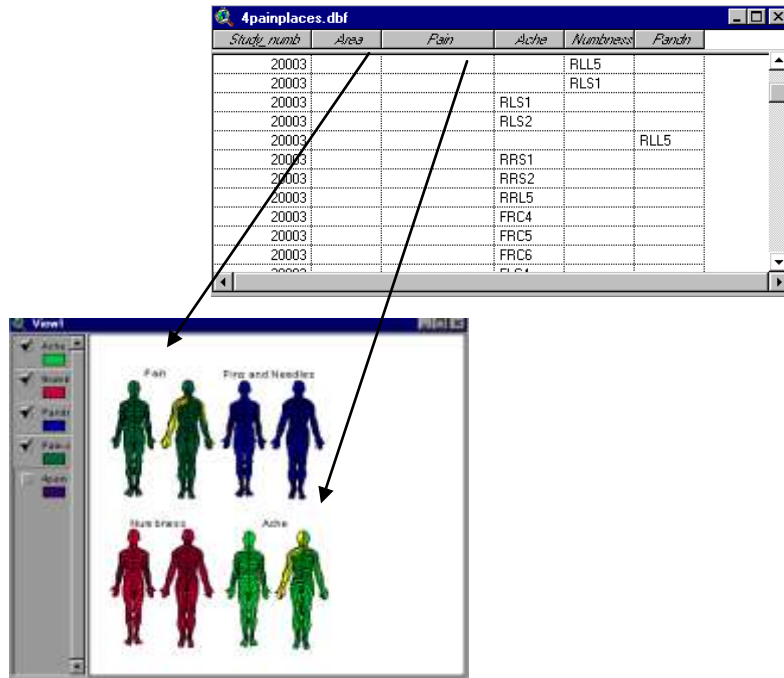 4painplaces.dbf
Study_numb Area Pain Ache Numbness Pandn
20003 RLL5
20003 RLS1
20003 RLS1
20003 RLS2
20003 RLL5
20003 RRS1
20003 RRS2
20003 RRL5
20003 FRC4
20003 FRC5
20003 FRC6
20003
View1
Ache
Pain Pins and Needles
Numbness Ache